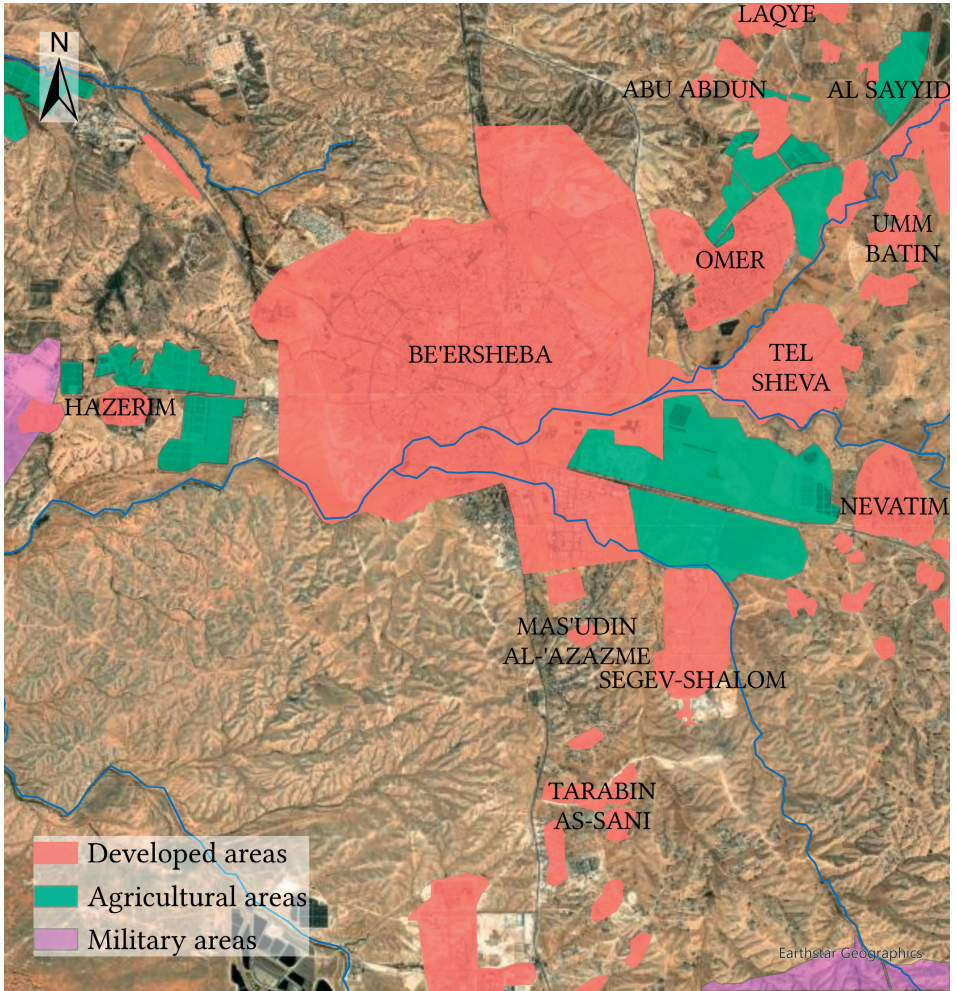 LAQYE
N
ABU ABDUN
AL SAYYID
UMM
BATIN
OMER
BE'ERSHEBA
TEL
SHEVA
HAZERIM
NEVATIM
MAS'UDIN
AL-'AZAZME
SEGEV-SHALOM
TARABIN
AS-SANI
Developed areas
Agricultural areas
Military areas
Earthstar Geographics